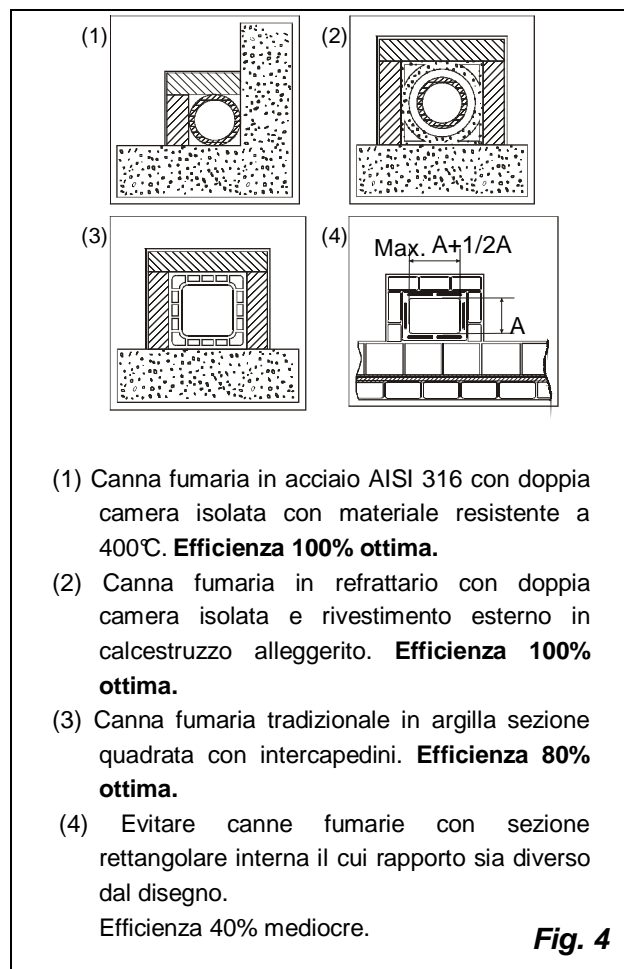 (1)
(2)
(3)
(4)
Max. A+1/2A
A
(1) Canna fumaria in acciaio AISI 316 con doppia
camera isolata con materiale resistente a
400°C. Efficienza 100% ottima.
(2) Canna fumaria in refrattario con doppia
camera isolata e rivestimento esterno in
calcestruzzo alleggerito. Efficienza 100%
ottima.
(3) Canna fumaria tradizionale in argilla sezione
quadrata con intercapedini. Efficienza 80%
ottima.
(4) Evitare canne fumarie con sezione
rettangolare interna il cui rapporto sia diverso
dal disegno.
Efficienza 40% mediocre.
Fig. 4